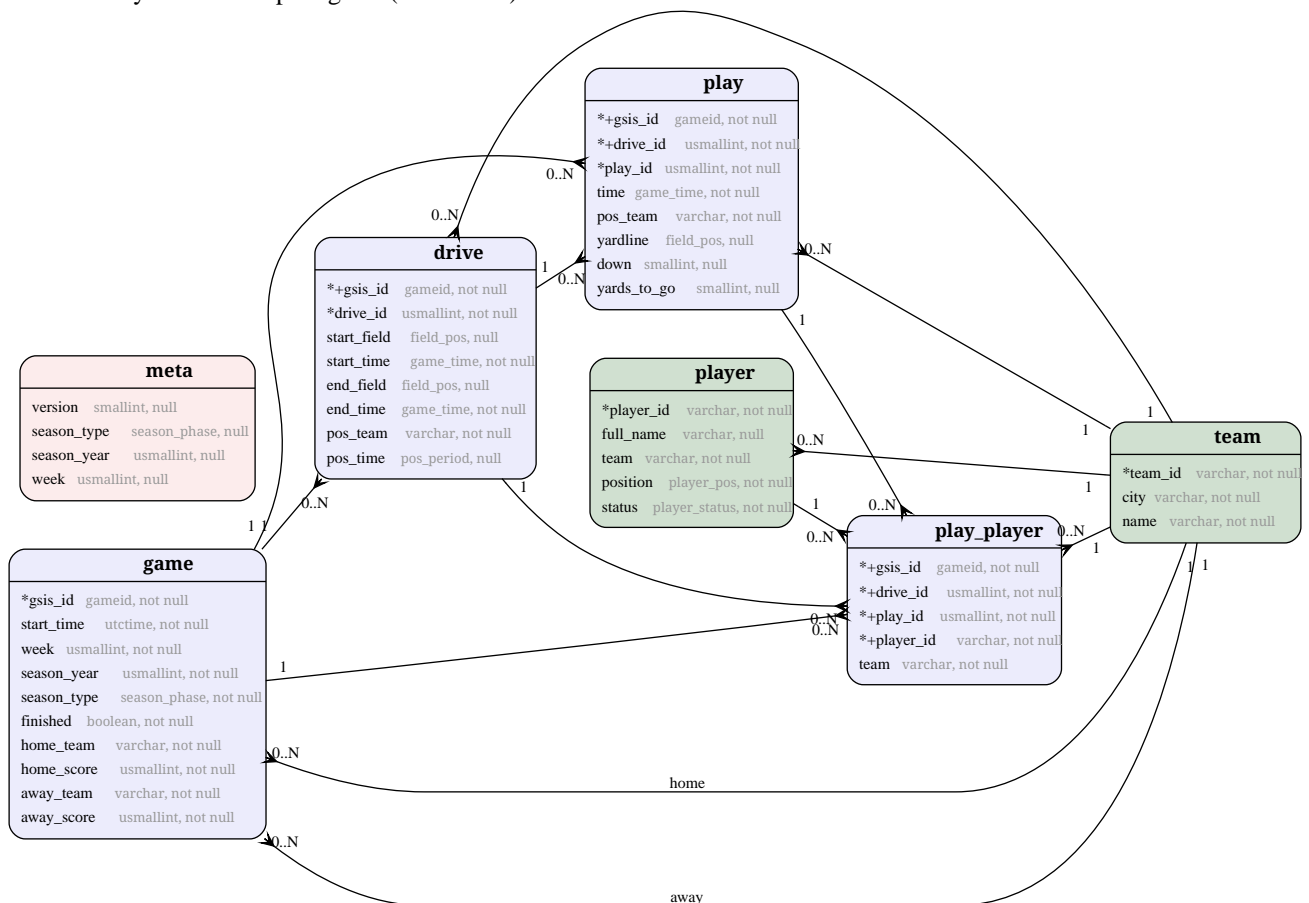 play
*+gsis_id gameid, not null
*+drive_id usmallint, not null
*play_id usmallint, not null
time game_time, not null
pos_team varchar, not null
yardline field_pos, null
down smallint, null
yards_to_go smallint, null
0..N
0..N
0..N
0..N
1
1
drive
*+gsis_id gameid, not null
*drive_id usmallint, not null
start_field field_pos, null
start_time game_time, not null
end_field field_pos, null
end_time game_time, not null
pos_team varchar, not null
pos_time pos_period, null
0..N
1
meta
version smallint, null
season_type season_phase, null
season_year usmallint, null
week usmallint, null
player
*player_id varchar, not null
full_name varchar, null
team varchar, not null
position player_pos, not null
status player_status, not null
0..N
1
0..N
0..N
team
*team_id varchar, not null
city varchar, not null
name varchar, not null
1
1
1
1
1
1
0..N
play_player
*+gsis_id gameid, not null
*+drive_id usmallint, not null
*+play_id usmallint, not null
*+player_id varchar, not null
team varchar, not null
0..N
0..N
1 1
game
*gsis_id gameid, not null
start_time utctime, not null
week usmallint, not null
season_year usmallint, not null
season_type season_phase, not null
finished boolean, not null
home_team varchar, not null
home_score usmallint, not null
away_team varchar, not null
away_score usmallint, not null
1
0..N
home
0..N
away